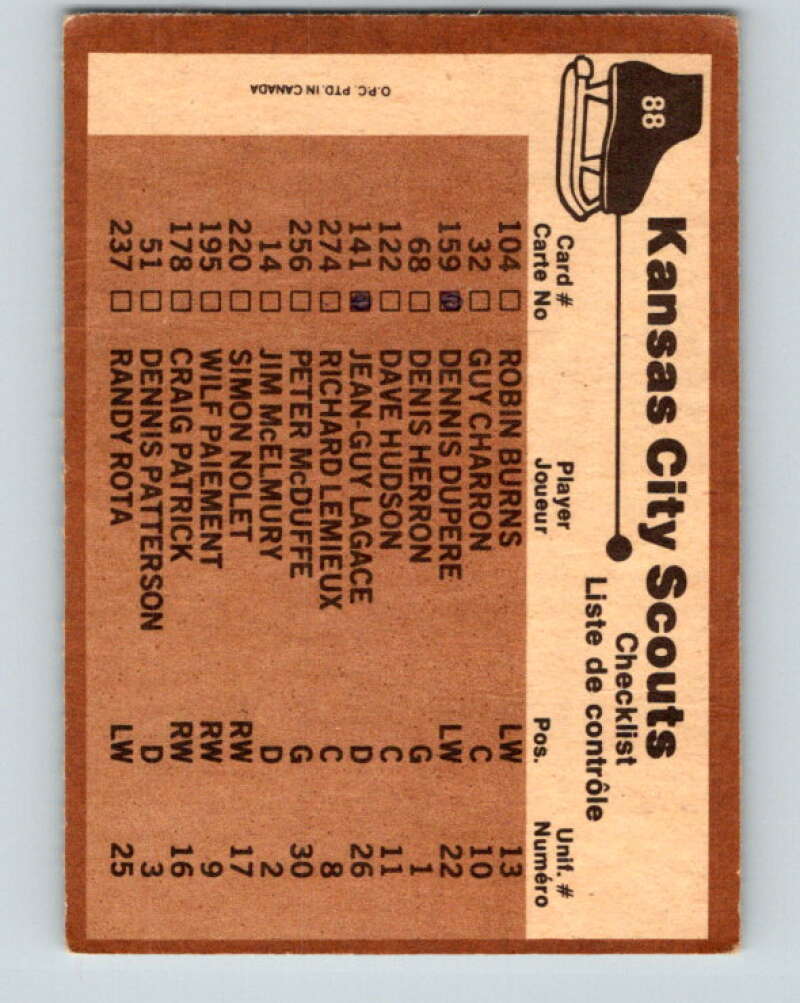 88
Kansas City Scouts
Checklist
Liste de contrôle
Card # Player Pos. Unif. #
Carte No Joueur Numéro
104 ROBIN BURNS LW 13
32 GUY CHARRON C 10
159 DENNIS DUPERE LW 22
68 DENIS HERRON G 1
122 DAVE HUDSON C 11
141 JEAN-GUY LAGACE D 26
274 RICHARD LEMIEUX C 8
256 PETER McDUFFE G 30
14 JIM McELMURY D 2
220 SIMON NOLET RW 17
195 WILF PAIEMENT RW 9
178 CRAIG PATRICK RW 16
51 DENNIS PATTERSON D 3
237 RANDY ROTA LW 25
O.P.C. PTD. IN CANADA